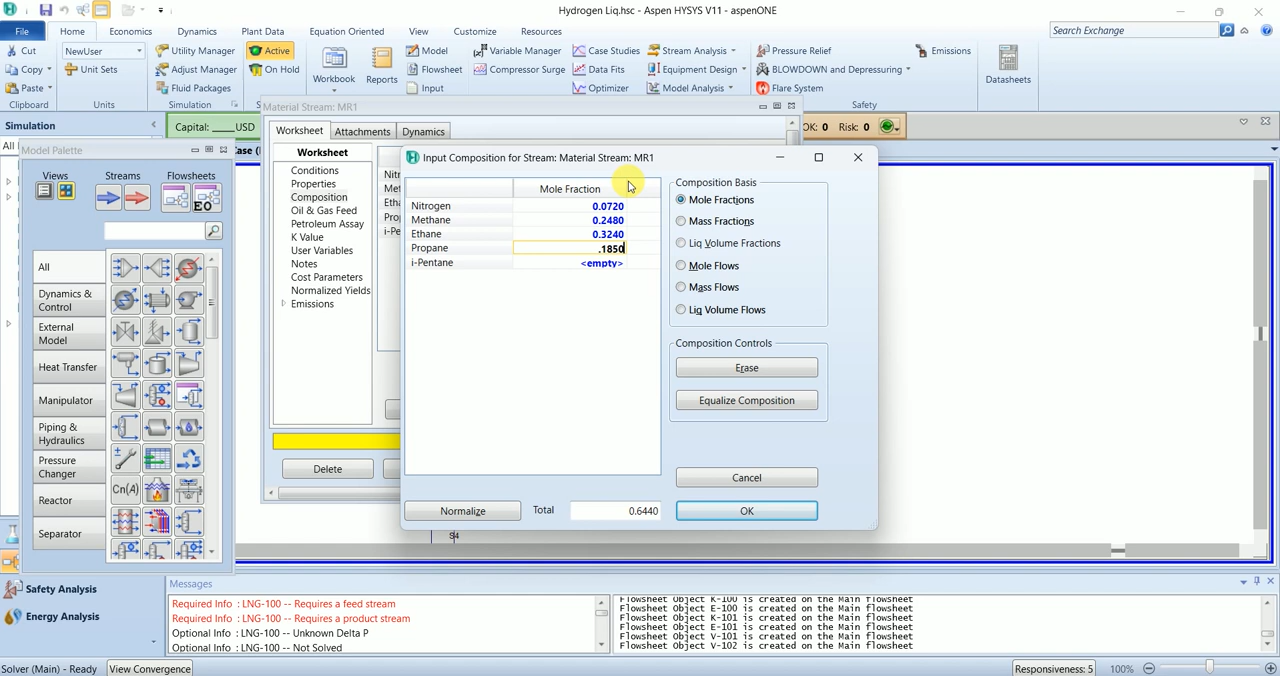 Hydrogen Liq.hsc - Aspen HYSYS V11 - aspenONE
File Home Economics Dynamics Plant Data Equation Oriented View Customize Resources Search Exchange
Cut NewUser Utility Manager Active Model Variable Manager Case Studies Stream Analysis Pressure Relief Emissions
Copy Unit Sets Adjust Manager On Hold Workbook Reports Flowsheet Compressor Surge Data Fits Equipment Design BLOWDOWN and Depressuring Datasheets
Paste Fluid Packages Input Optimizer Model Analysis Flare System
Clipboard Units Simulation Safety
Material Stream: MR1
Simulation < Capital: ____USD OK: 0 Risk: 0
All
Model Palette
Worksheet Attachments Dynamics
Views Streams Flowsheets
EO
Worksheet
Conditions
Properties
Composition
Oil & Gas Feed
Petroleum Assay
K Value
User Variables
Notes
Cost Parameters
Normalized Yields
Emissions
Delete
All
Dynamics & Control
External Model
Heat Transfer
Manipulator
Piping & Hydraulics
Pressure Changer
Reactor
Separator
Cn(A)
Input Composition for Stream: Material Stream: MR1
Mole Fraction
Nitrogen 0.0720
Methane 0.2480
Ethane 0.3240
Propane .1850
i-Pentane <empty>
Composition Basis
Mole Fractions
Mass Fractions
Liq Volume Fractions
Mole Flows
Mass Flows
Liq Volume Flows
Composition Controls
Erase
Equalize Composition
Cancel
Normalize Total 0.6440 OK
Safety Analysis
Energy Analysis
Messages
Required Info : LNG-100 -- Requires a feed stream
Required Info : LNG-100 -- Requires a product stream
Optional Info : LNG-100 -- Unknown Delta P
Optional Info : LNG-100 -- Not Solved
Flowsheet Object K-100 is created on the Main flowsheet
Flowsheet Object E-100 is created on the Main flowsheet
Flowsheet Object K-101 is created on the Main flowsheet
Flowsheet Object E-101 is created on the Main flowsheet
Flowsheet Object V-102 is created on the Main flowsheet
Solver (Main) - Ready View Convergence Responsiveness: 5 100%